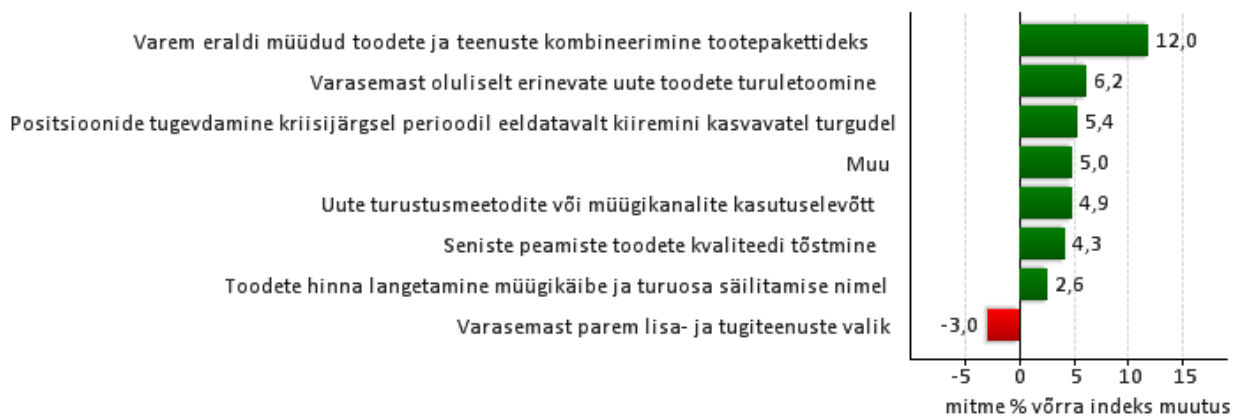 Varem eraldi müüdud toodete ja teenuste kombineerimine tootepakettideks 12,0
Varasemast oluliselt erinevate uute toodete turuletoomine 6,2
Positsioonide tugevdamine kriisijärgsel perioodil eeldatavalt kiiremini kasvavatel turgudel 5,4
Muu 5,0
Uute turustusmeetodite või müügikanalite kasutuselevõtt 4,9
Seniste peamiste toodete kvaliteedi tõstmine 4,3
Toodete hinna langetamine müügikäibe ja turuosa säilitamise nimel 2,6
Varasemast parem lisa- ja tugiteenuste valik -3,0
-5 0 5 10 15
mitme % võrra indeks muutus